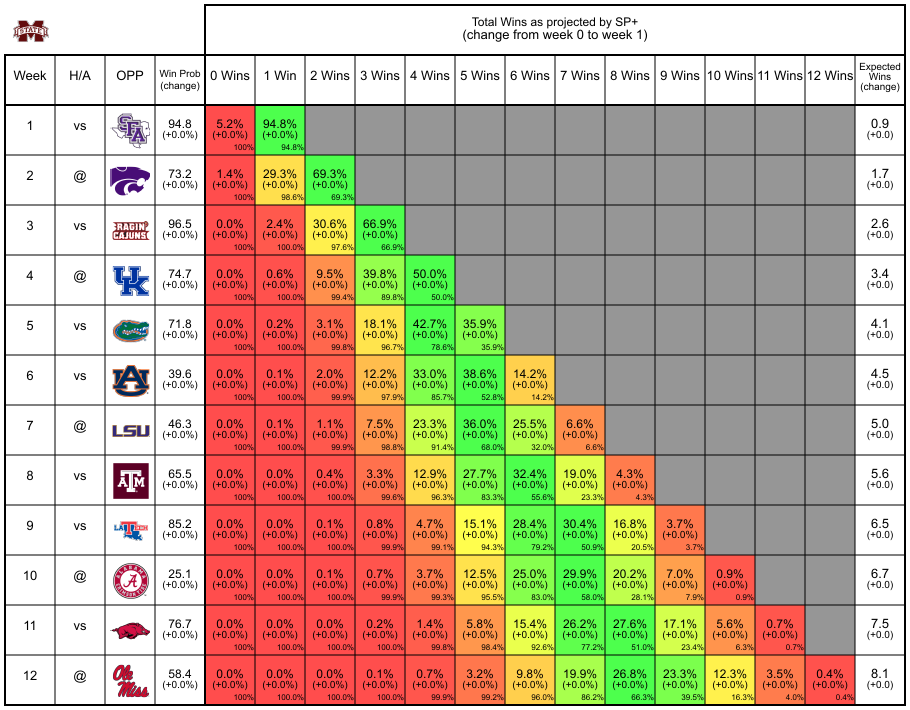 STATE
Total Wins as projected by SP+
(change from week 0 to week 1)
Week H/A OPP Win Prob (change) 0 Wins 1 Win 2 Wins 3 Wins 4 Wins 5 Wins 6 Wins 7 Wins 8 Wins 9 Wins 10 Wins 11 Wins 12 Wins Expected Wins (change)
1 vs SFA 94.8 5.2% 94.8% 0.9
(+0.0%) (+0.0%) (+0.0%) (+0.0)
100% 94.8%
2 @ 73.2 1.4% 29.3% 69.3% 1.7
(+0.0%) (+0.0%) (+0.0%) (+0.0%) (+0.0)
100% 98.6% 69.3%
3 vs RAGIN' CAJUNS 96.5 0.0% 2.4% 30.6% 66.9% 2.6
(+0.0%) (+0.0%) (+0.0%) (+0.0%) (+0.0%) (+0.0)
100% 100.0% 97.6% 66.9%
4 @ UK 74.7 0.0% 0.6% 9.5% 39.8% 50.0% 3.4
(+0.0%) (+0.0%) (+0.0%) (+0.0%) (+0.0%) (+0.0%) (+0.0)
100% 100.0% 99.4% 89.8% 50.0%
5 vs 71.8 0.0% 0.2% 3.1% 18.1% 42.7% 35.9% 4.1
(+0.0%) (+0.0%) (+0.0%) (+0.0%) (+0.0%) (+0.0%) (+0.0%) (+0.0)
100% 100.0% 99.8% 96.7% 78.6% 35.9%
6 vs AU 39.6 0.0% 0.1% 2.0% 12.2% 33.0% 38.6% 14.2% 4.5
(+0.0%) (+0.0%) (+0.0%) (+0.0%) (+0.0%) (+0.0%) (+0.0%) (+0.0%) (+0.0)
100% 100.0% 99.9% 97.9% 85.7% 52.8% 14.2%
7 @ LSU 46.3 0.0% 0.1% 1.1% 7.5% 23.3% 36.0% 25.5% 6.6% 5.0
(+0.0%) (+0.0%) (+0.0%) (+0.0%) (+0.0%) (+0.0%) (+0.0%) (+0.0%) (+0.0%) (+0.0)
100% 100.0% 99.9% 98.8% 91.4% 68.0% 32.0% 6.6%
8 vs ATM 65.5 0.0% 0.0% 0.4% 3.3% 12.9% 27.7% 32.4% 19.0% 4.3% 5.6
(+0.0%) (+0.0%) (+0.0%) (+0.0%) (+0.0%) (+0.0%) (+0.0%) (+0.0%) (+0.0%) (+0.0%) (+0.0)
100% 100.0% 100.0% 99.6% 96.3% 83.3% 55.6% 23.3% 4.3%
9 vs LA TECH 85.2 0.0% 0.0% 0.1% 0.8% 4.7% 15.1% 28.4% 30.4% 16.8% 3.7% 6.5
(+0.0%) (+0.0%) (+0.0%) (+0.0%) (+0.0%) (+0.0%) (+0.0%) (+0.0%) (+0.0%) (+0.0%) (+0.0%) (+0.0)
100% 100.0% 100.0% 99.9% 99.1% 94.3% 79.2% 50.9% 20.5% 3.7%
10 @ ALABAMA A CRIMSON TIDE 25.1 0.0% 0.0% 0.1% 0.7% 3.7% 12.5% 25.0% 29.9% 20.2% 7.0% 0.9% 6.7
(+0.0%) (+0.0%) (+0.0%) (+0.0%) (+0.0%) (+0.0%) (+0.0%) (+0.0%) (+0.0%) (+0.0%) (+0.0%) (+0.0%) (+0.0)
100% 100.0% 100.0% 99.9% 99.3% 95.5% 83.0% 58.0% 28.1% 7.9% 0.9%
11 vs 76.7 0.0% 0.0% 0.0% 0.2% 1.4% 5.8% 15.4% 26.2% 27.6% 17.1% 5.6% 0.7% 7.5
(+0.0%) (+0.0%) (+0.0%) (+0.0%) (+0.0%) (+0.0%) (+0.0%) (+0.0%) (+0.0%) (+0.0%) (+0.0%) (+0.0%) (+0.0%) (+0.0)
100% 100.0% 100.0% 100.0% 99.8% 98.4% 92.6% 77.2% 51.0% 23.4% 6.3% 0.7%
12 @ Ole Miss 58.4 0.0% 0.0% 0.0% 0.1% 0.7% 3.2% 9.8% 19.9% 26.8% 23.3% 12.3% 3.5% 0.4% 8.1
(+0.0%) (+0.0%) (+0.0%) (+0.0%) (+0.0%) (+0.0%) (+0.0%) (+0.0%) (+0.0%) (+0.0%) (+0.0%) (+0.0%) (+0.0%) (+0.0%) (+0.0)
100% 100.0% 100.0% 100.0% 99.9% 99.2% 96.0% 86.2% 66.3% 39.5% 16.3% 4.0% 0.4%